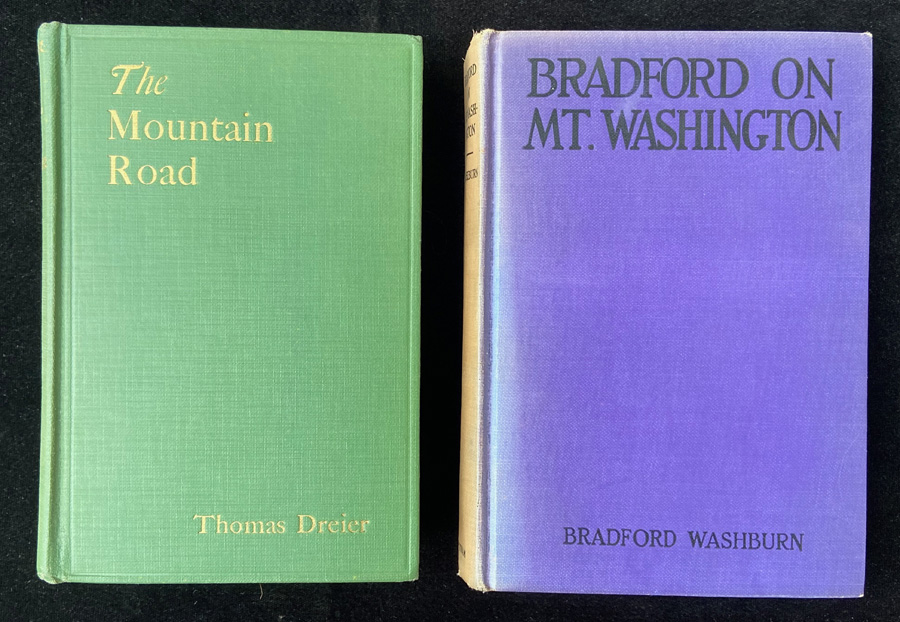 The
Mountain
Road
Thomas Dreier
BRADFORD ON
MT. WASHINGTON
BRADFORD WASHBURN